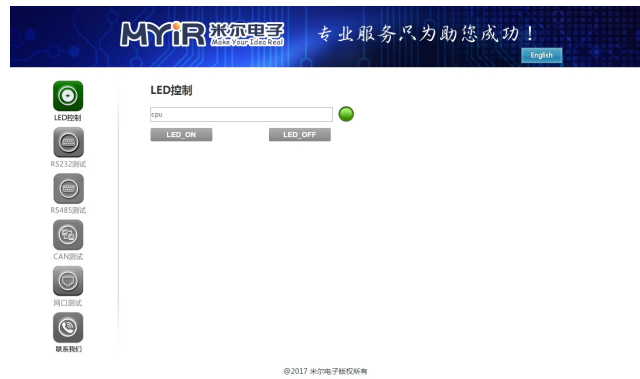 MYiR 米尔电子
Make Your Idea Real
专业服务只为助您成功！
English
LED控制
RS232测试
RS485测试
CAN测试
网口测试
联系我们
LED控制
cpu
LED_ON LED_OFF
@2017 米尔电子版权所有